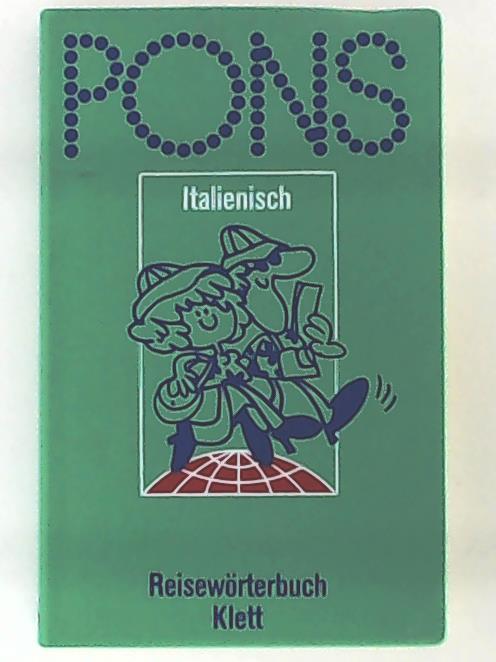 PONS
Italienisch
Reisewörterbuch
Klett